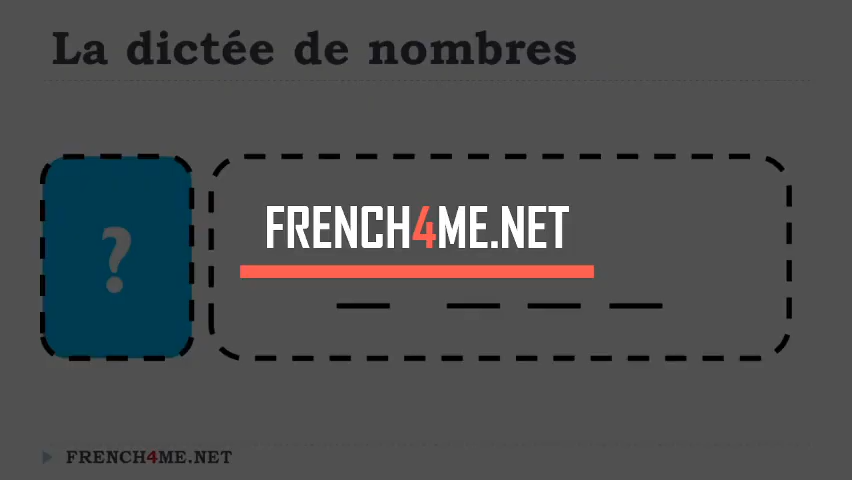 La dictée de nombres
?
FRENCH4ME.NET
FRENCH4ME.NET